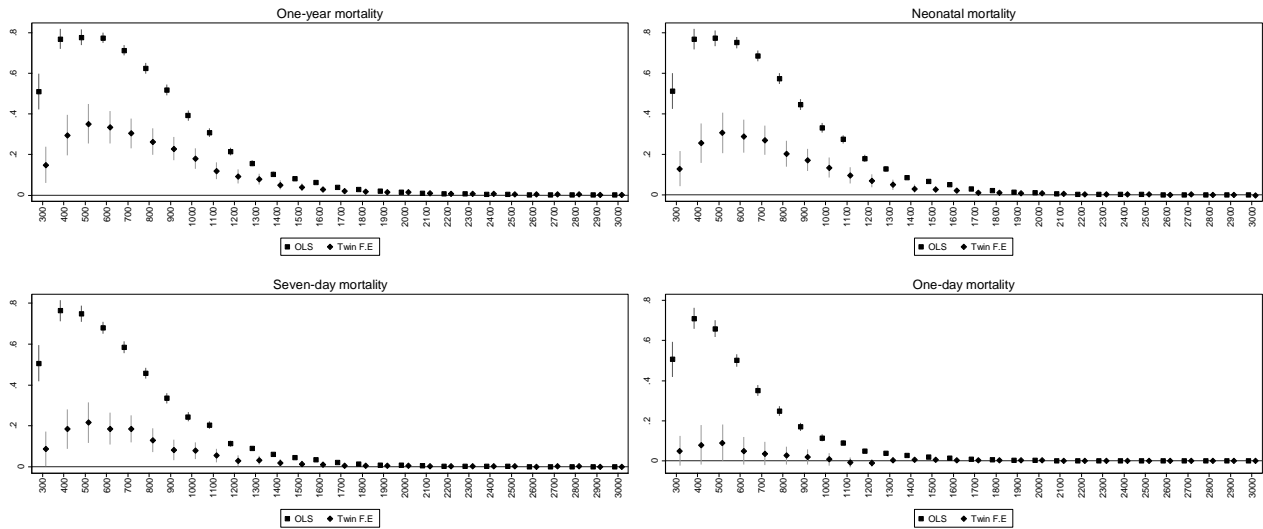 One-year mortality
0 .2 .4 .6 .8
300 400 500 600 700 800 900 1000 1100 1200 1300 1400 1500 1600 1700 1800 1900 2000 2100 2200 2300 2400 2500 2600 2700 2800 2900 3000
OLS Twin F.E
Neonatal mortality
0 .2 .4 .6 .8
300 400 500 600 700 800 900 1000 1100 1200 1300 1400 1500 1600 1700 1800 1900 2000 2100 2200 2300 2400 2500 2600 2700 2800 2900 3000
OLS Twin F.E
Seven-day mortality
0 .2 .4 .6 .8
300 400 500 600 700 800 900 1000 1100 1200 1300 1400 1500 1600 1700 1800 1900 2000 2100 2200 2300 2400 2500 2600 2700 2800 2900 3000
OLS Twin F.E
One-day mortality
0 .2 .4 .6 .8
300 400 500 600 700 800 900 1000 1100 1200 1300 1400 1500 1600 1700 1800 1900 2000 2100 2200 2300 2400 2500 2600 2700 2800 2900 3000
OLS Twin F.E